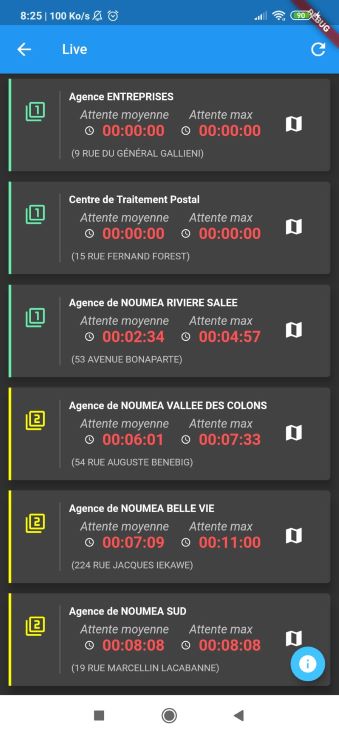 8:25 | 100 Ko/s
90
DEBUG
Live
Agence ENTREPRISES
1
Attente moyenne Attente max
00:00:00 00:00:00
(9 RUE DU GÉNÉRAL GALLIENI)
Centre de Traitement Postal
1
Attente moyenne Attente max
00:00:00 00:00:00
(15 RUE FERNAND FOREST)
Agence de NOUMEA RIVIERE SALEE
1
Attente moyenne Attente max
00:02:34 00:04:57
(53 AVENUE BONAPARTE)
Agence de NOUMEA VALLEE DES COLONS
2
Attente moyenne Attente max
00:06:01 00:07:33
(54 RUE AUGUSTE BENEBIG)
Agence de NOUMEA BELLE VIE
2
Attente moyenne Attente max
00:07:09 00:11:00
(224 RUE JACQUES IEKAWE)
Agence de NOUMEA SUD
2
Attente moyenne Attente max
00:08:08 00:08:08
(19 RUE MARCELLIN LACABANNE)